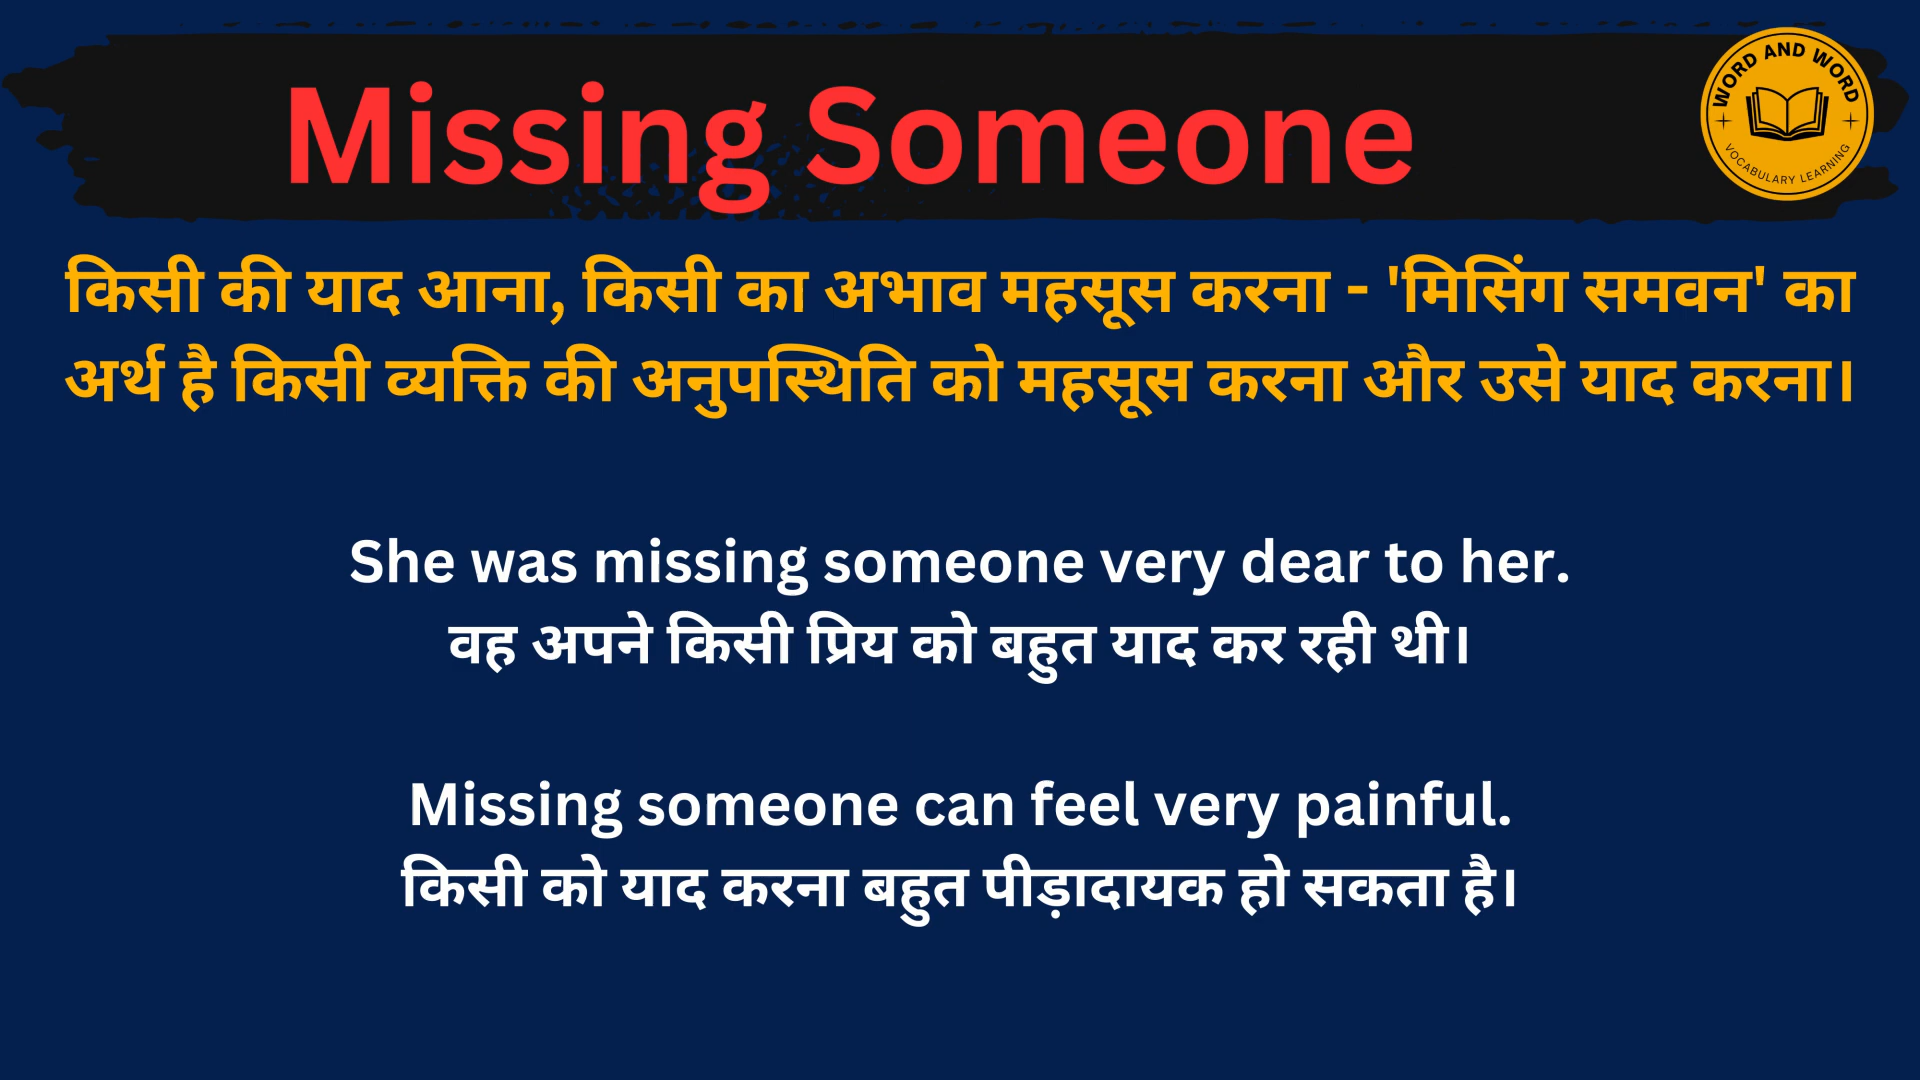 Missing Someone
WORD AND WORD
VOCABULARY LEARNING
किसी की याद आना, किसी का अभाव महसूस करना - 'मिसिंग समवन' का
अर्थ है किसी व्यक्ति की अनुपस्थिति को महसूस करना और उसे याद करना।
She was missing someone very dear to her.
वह अपने किसी प्रिय को बहुत याद कर रही थी।
Missing someone can feel very painful.
किसी को याद करना बहुत पीड़ादायक हो सकता है।